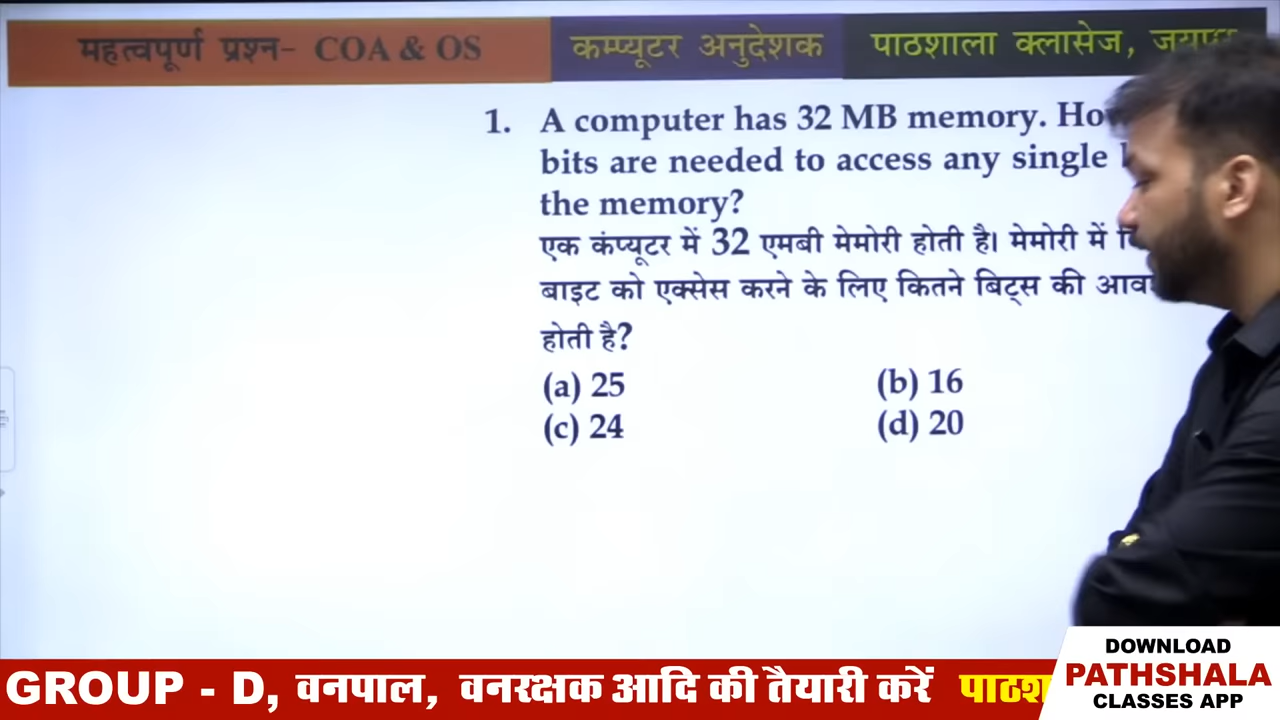 महत्वपूर्ण प्रश्न- COA & OS
कम्प्यूटर अनुदेशक
पाठशाला क्लासेज,
1. A computer has 32 MB memory.
bits are needed to access any single
the memory?
एक कंप्यूटर में 32 एमबी मेमोरी होती है। मेमोरी में
बाइट को एक्सेस करने के लिए कितने बिट्स की
होती है?
(a) 25 (b) 16
(c) 24 (d) 20
GROUP - D, वनपाल, वनरक्षक आदि की तैयारी करें
DOWNLOAD
PATHSHALA
CLASSES APP